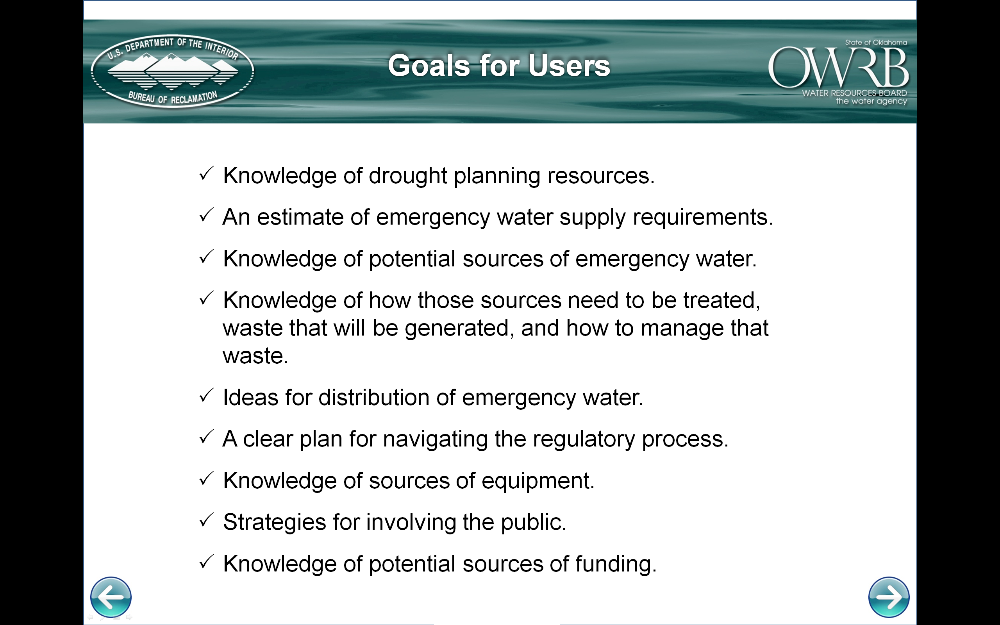 U.S. DEPARTMENT OF THE INTERIOR
BUREAU OF RECLAMATION
Goals for Users
State of Oklahoma
OWRB
WATER RESOURCES BOARD
the water agency
✓ Knowledge of drought planning resources.
✓ An estimate of emergency water supply requirements.
✓ Knowledge of potential sources of emergency water.
✓ Knowledge of how those sources need to be treated,
waste that will be generated, and how to manage that
waste.
✓ Ideas for distribution of emergency water.
✓ A clear plan for navigating the regulatory process.
✓ Knowledge of sources of equipment.
✓ Strategies for involving the public.
✓ Knowledge of potential sources of funding.